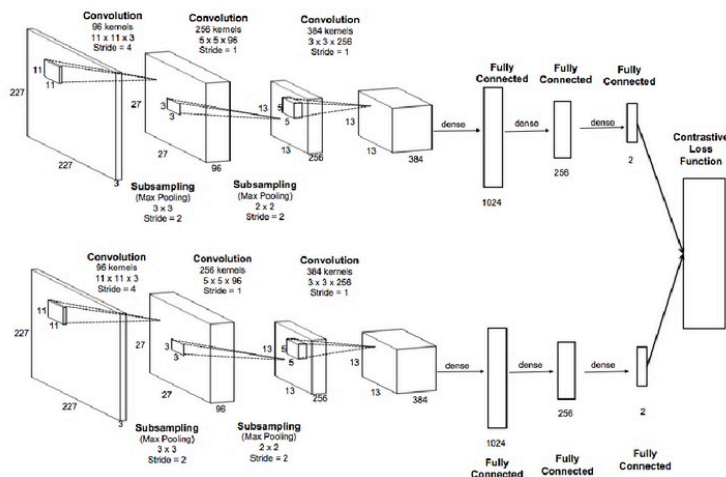 Convolution
96 kernels
11 x 11 x 3
Stride = 4
Convolution
256 kernels
5 x 5 x 96
Stride = 1
Convolution
384 kernels
3 x 3 x 256
Stride = 1
Fully
Connected
Fully
Connected
Fully
Connected
Contrastive
Loss
Function
227
11
11
227
3
27
3
3
27
96
13
5
5
13
256
13
13
384
dense
1024
dense
256
dense
2
Subsampling
(Max Pooling)
3 x 3
Stride = 2
Subsampling
(Max Pooling)
2 x 2
Stride = 2
Convolution
96 kernels
11 x 11 x 3
Stride = 4
Convolution
256 kernels
5 x 5 x 96
Stride = 1
Convolution
384 kernels
3 x 3 x 256
Stride = 1
227
11
11
227
3
27
3
3
27
96
13
5
5
13
256
13
13
384
dense
1024
dense
256
dense
2
Subsampling
(Max Pooling)
3 x 3
Stride = 2
Subsampling
(Max Pooling)
2 x 2
Stride = 2
Fully
Connected
Fully
Connected
Fully
Connected